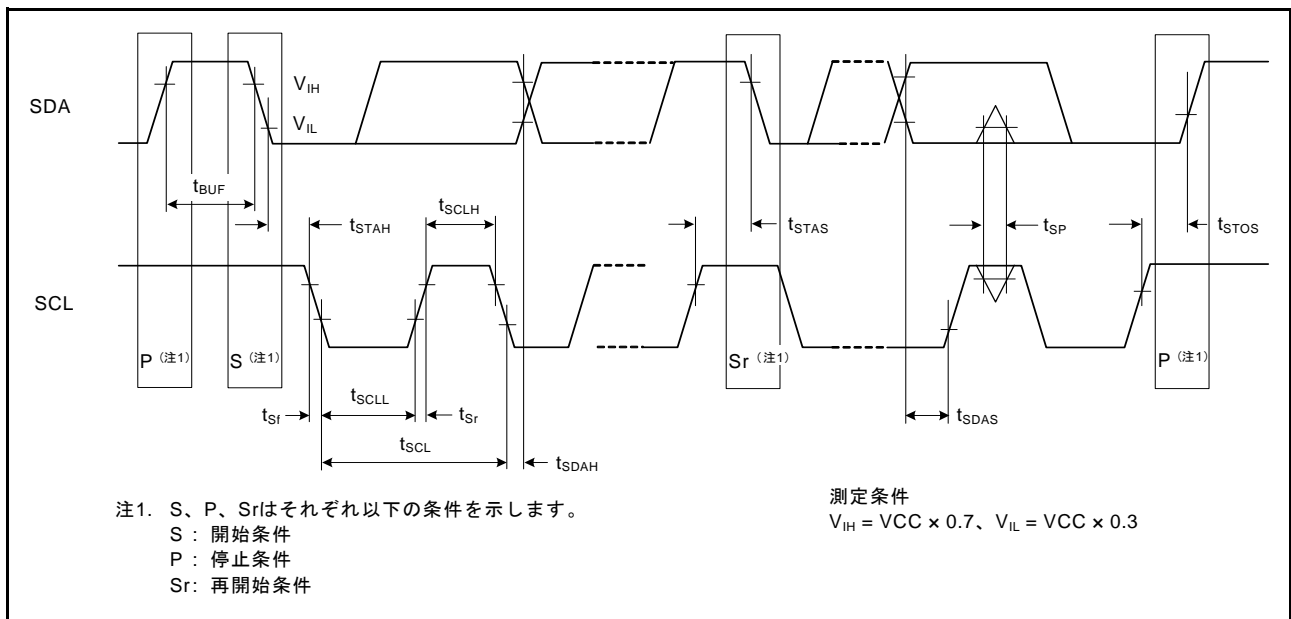 SDA
V_IH
V_IL
t_BUF
t_STAH
t_SCLH
t_STAS
t_SP
t_STOS
SCL
P（注1）
S（注1）
Sr（注1）
P（注1）
t_Sf
t_SCLL
t_Sr
t_SDAS
t_SCL
t_SDAH
注1. S、P、Srはそれぞれ以下の条件を示します。
S： 開始条件
P： 停止条件
Sr： 再開始条件
測定条件
V_IH = VCC × 0.7、V_IL = VCC × 0.3